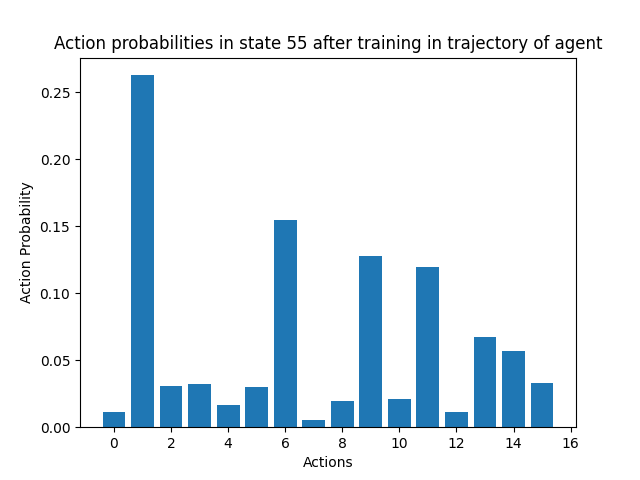 Action probabilities in state 55 after training in trajectory of agent
0.25
0.20
0.15
0.10
0.05
0.00
Action Probability
0 2 4 6 8 10 12 14 16
Actions